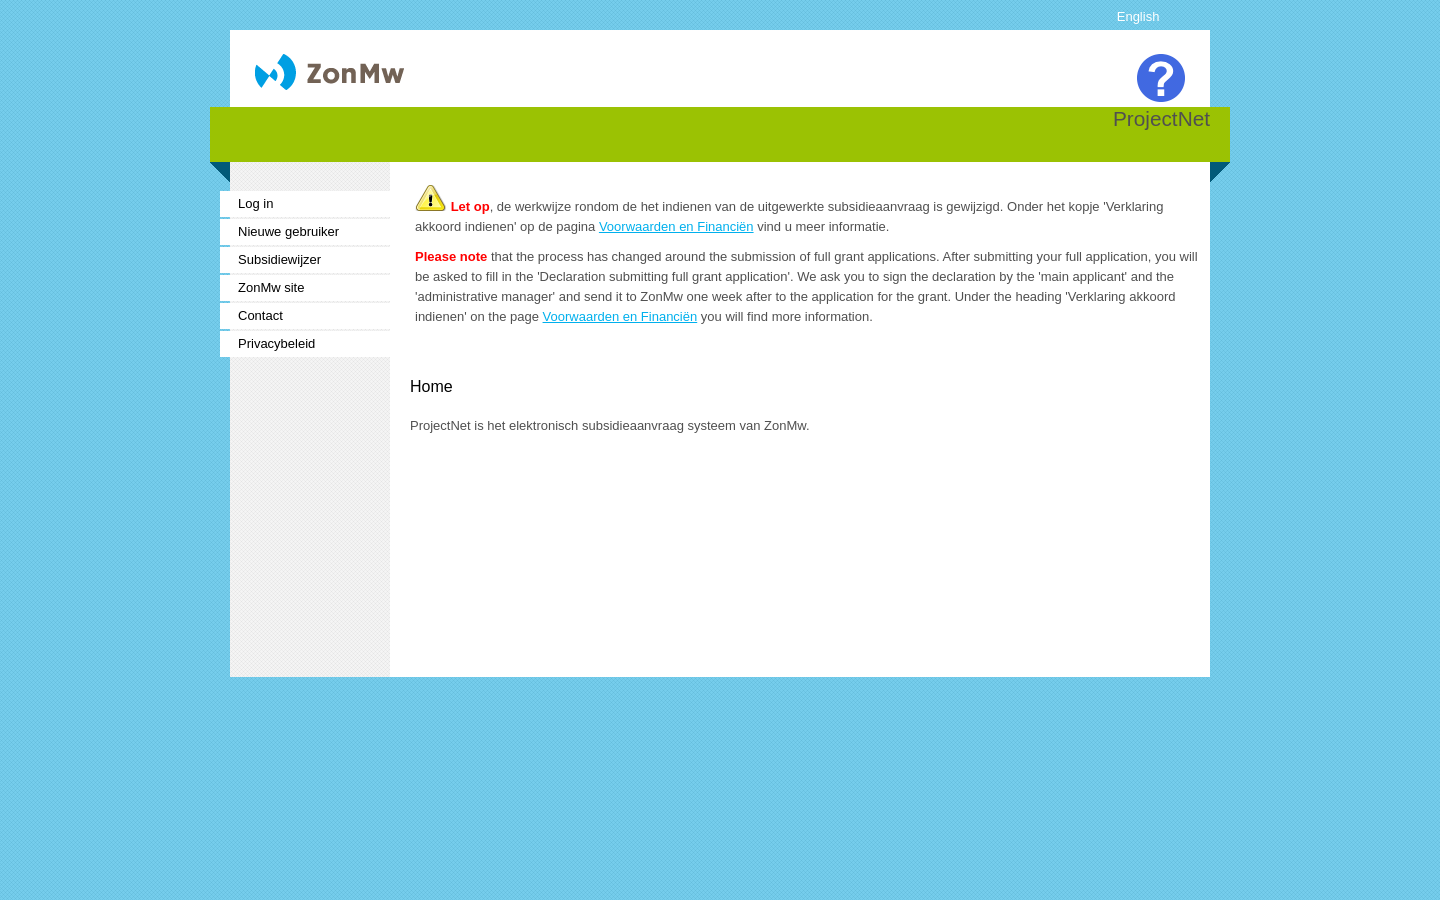 English
ZonMw
?
ProjectNet
Log in
Nieuwe gebruiker
Subsidiewijzer
ZonMw site
Contact
Privacybeleid
Let op, de werkwijze rondom de het indienen van de uitgewerkte subsidieaanvraag is gewijzigd. Onder het kopje 'Verklaring
akkoord indienen' op de pagina Voorwaarden en Financiën vind u meer informatie.
Please note that the process has changed around the submission of full grant applications. After submitting your full application, you will
be asked to fill in the 'Declaration submitting full grant application'. We ask you to sign the declaration by the 'main applicant' and the
'administrative manager' and send it to ZonMw one week after to the application for the grant. Under the heading 'Verklaring akkoord
indienen' on the page Voorwaarden en Financiën you will find more information.
Home
ProjectNet is het elektronisch subsidieaanvraag systeem van ZonMw.